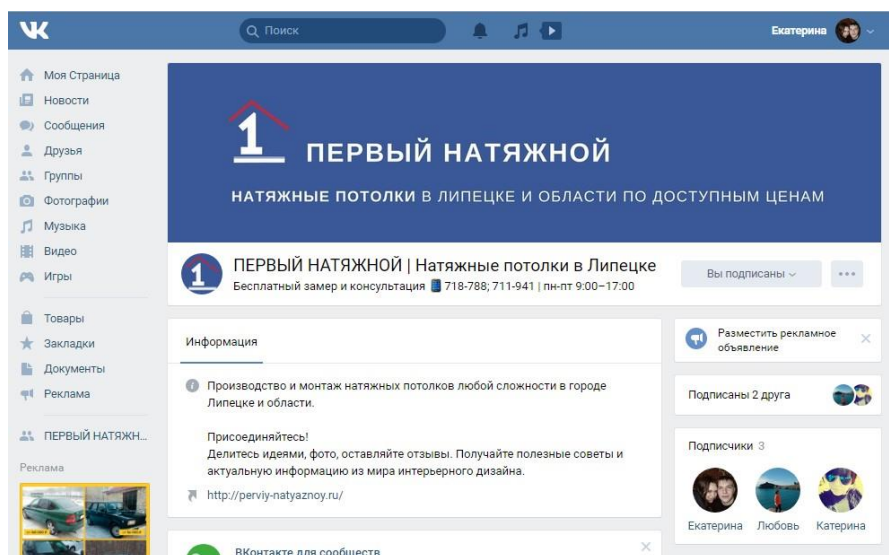 Поиск
Екатерина
Моя Страница
Новости
Сообщения
Друзья
Группы
Фотографии
Музыка
Видео
Игры
Товары
Закладки
Документы
Реклама
ПЕРВЫЙ НАТЯЖН...
Реклама
1
ПЕРВЫЙ НАТЯЖНОЙ
НАТЯЖНЫЕ ПОТОЛКИ В ЛИПЕЦКЕ И ОБЛАСТИ ПО ДОСТУПНЫМ ЦЕНАМ
1
ПЕРВЫЙ НАТЯЖНОЙ | Натяжные потолки в Липецке
Бесплатный замер и консультация 718-788; 711-941 | пн-пт 9:00–17:00
Вы подписаны
Информация
Производство и монтаж натяжных потолков любой сложности в городе
Липецке и области.
Присоединяйтесь!
Делитесь идеями, фото, оставляйте отзывы. Получайте полезные советы и
актуальную информацию из мира интерьерного дизайна.
http://perviy-natyaznoy.ru/
ВКонтакте для сообществ
Разместить рекламное
объявление
Подписаны 2 друга
Подписчики 3
Екатерина Любовь Катерина